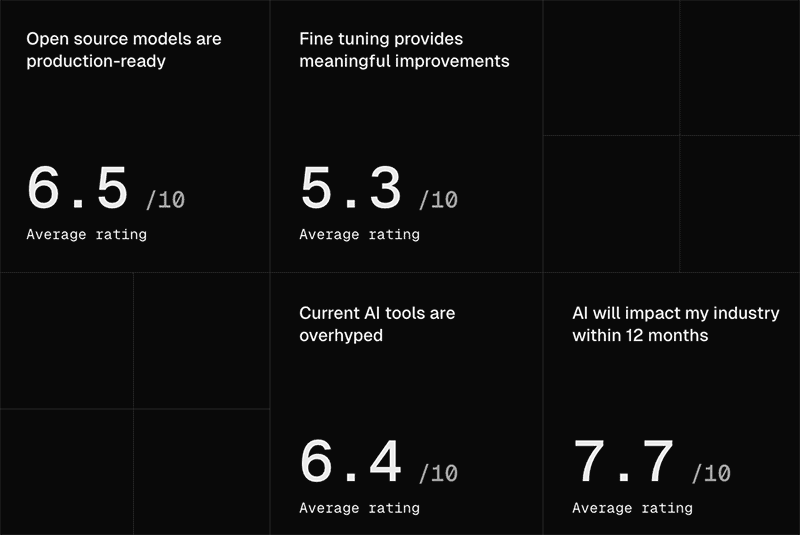 Open source models are
production-ready
6.5 /10
Average rating
Fine tuning provides
meaningful improvements
5.3 /10
Average rating
Current AI tools are
overhyped
6.4 /10
Average rating
AI will impact my industry
within 12 months
7.7 /10
Average rating